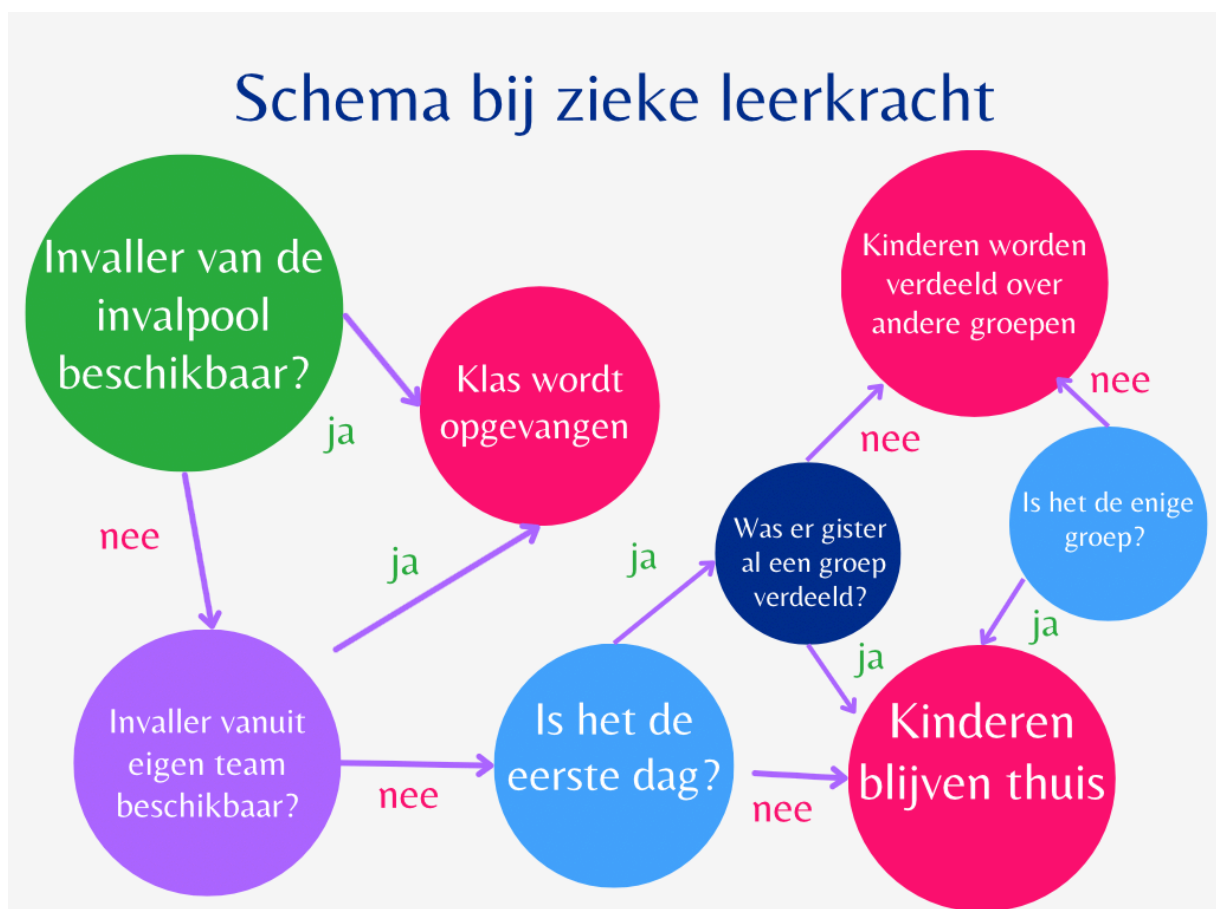 Schema bij zieke leerkracht
Invaller van de
invalpool
beschikbaar?
ja
nee
Klas wordt
opgevangen
ja
Invaller vanuit
eigen team
beschikbaar?
nee
Is het de
eerste dag?
ja
nee
Was er gister
al een groep
verdeeld?
nee
ja
Kinderen worden
verdeeld over
andere groepen
nee
Is het de enige
groep?
ja
Kinderen
blijven thuis